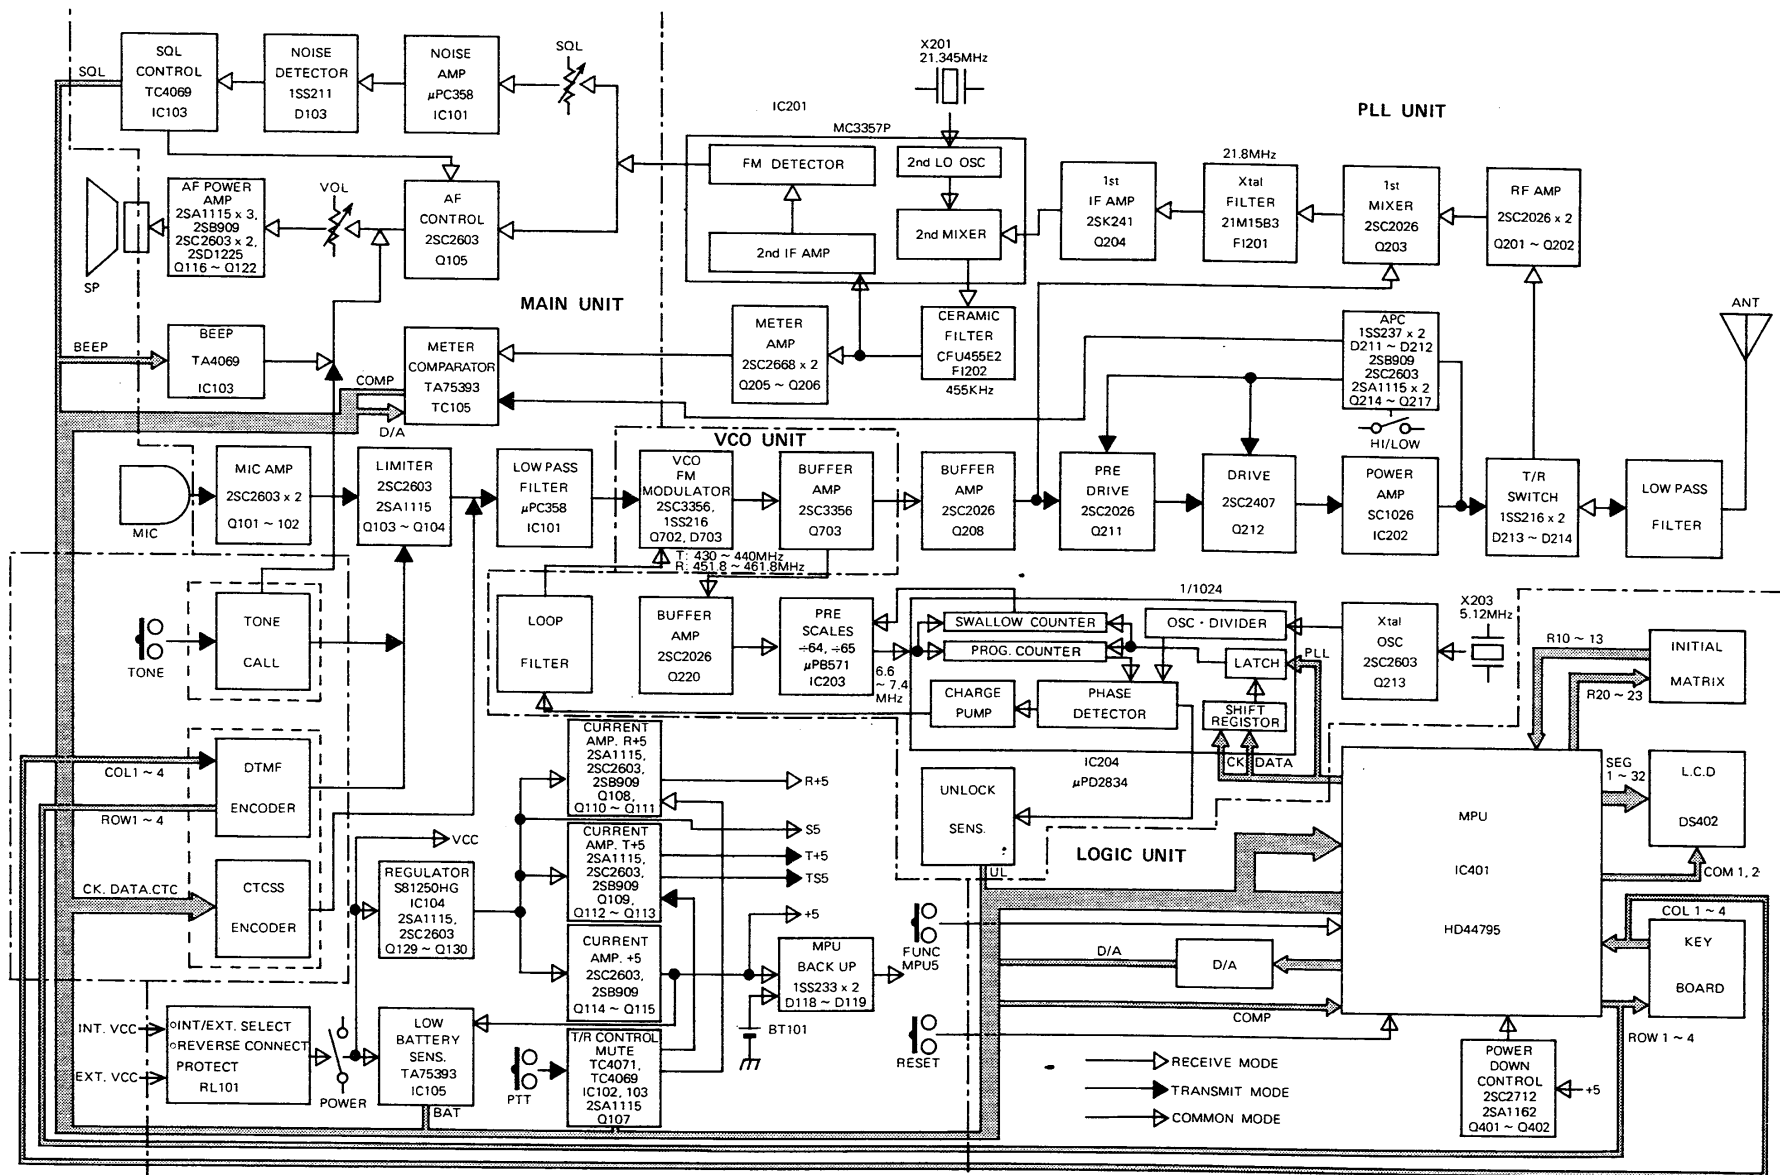 SQL
SQL
CONTROL
TC4069
IC103
NOISE
DETECTOR
1SS211
D103
NOISE
AMP
μPC358
IC101
SQL
X201
21.345MHz
IC201
MC3357P
PLL UNIT
FM DETECTOR
2nd LO OSC
2nd MIXER
2nd IF AMP
1st
IF AMP
2SK241
Q204
21.8MHz
Xtal
FILTER
21M15B3
FI201
1st
MIXER
2SC2026
Q203
RF AMP
2SC2026 x 2
Q201 ~ Q202
SP
AF POWER
AMP
2SA1115 x 3,
2SB909
2SC2603 x 2,
2SD1225
Q116 ~ Q122
VOL
AF
CONTROL
2SC2603
Q105
MAIN UNIT
BEEP
BEEP
TA4069
IC103
METER
COMPARATOR
TA75393
TC105
COMP
D/A
METER
AMP
2SC2668 x 2
Q205 ~ Q206
CERAMIC
FILTER
CFU455E2
FI202
455KHz
APC
1SS237 x 2
D211 ~ D212
2SB909
2SC2603
2SA1115 x 2
Q214 ~ Q217
HI/LOW
ANT
MIC
MIC AMP
2SC2603 x 2
Q101 ~ 102
LIMITER
2SC2603
2SA1115
Q103 ~ Q104
LOW PASS
FILTER
μPC358
IC101
VCO UNIT
VCO
FM
MODULATOR
2SC3356,
1SS216
Q702, D703
BUFFER
AMP
2SC3356
Q703
T: 430 ~ 440MHz
R: 451.8 ~ 461.8MHz
BUFFER
AMP
2SC2026
Q208
PRE
DRIVE
2SC2026
Q211
DRIVE
2SC2407
Q212
POWER
AMP
SC1026
IC202
T/R
SWITCH
1SS216 x 2
D213 ~ D214
LOW PASS
FILTER
TONE
TONE
CALL
LOOP
FILTER
BUFFER
AMP
2SC2026
Q220
PRE
SCALES
÷64, ÷65
μPB571
IC203
6.6
~ 7.4
MHz
1/1024
SWALLOW COUNTER
PROG. COUNTER
OSC · DIVIDER
LATCH
CHARGE
PUMP
PHASE
DETECTOR
SHIFT
REGISTOR
PLL
CK
DATA
IC204
μPD2834
Xtal
OSC
2SC2603
Q213
X203
5.12MHz
R10 ~ 13
R20 ~ 23
INITIAL
MATRIX
COL1 ~ 4
ROW1 ~ 4
DTMF
ENCODER
CK. DATA.CTC
CTCSS
ENCODER
VCC
REGULATOR
S81250HG
IC104
2SA1115,
2SC2603
Q129 ~ Q130
CURRENT
AMP. R+5
2SA1115,
2SC2603,
2SB909
Q108,
Q110 ~ Q111
R+5
S5
CURRENT
AMP. T+5
2SA1115,
2SC2603,
2SB909
Q109,
Q112 ~ Q113
T+5
TS5
CURRENT
AMP. +5
2SC2603,
2SB909
Q114 ~ Q115
+5
MPU
BACK UP
1SS233 x 2
D118 ~ D119
BT101
UNLOCK
SENS.
UL
LOGIC UNIT
FUNC
MPU5
RESET
D/A
D/A
COMP
MPU
IC401
HD44795
SEG
1 ~ 32
L.C.D
DS402
COM 1, 2
COL 1 ~ 4
KEY
BOARD
ROW 1 ~ 4
INT. VCC
EXT. VCC
INT/EXT. SELECT
REVERSE CONNECT
PROTECT
RL101
POWER
LOW
BATTERY
SENS.
TA75393
IC105
BAT
PTT
T/R CONTROL
MUTE
TC4071,
TC4069
IC102, 103
2SA1115
Q107
RECEIVE MODE
TRANSMIT MODE
COMMON MODE
POWER
DOWN
CONTROL
2SC2712
2SA1162
Q401 ~ Q402
+5